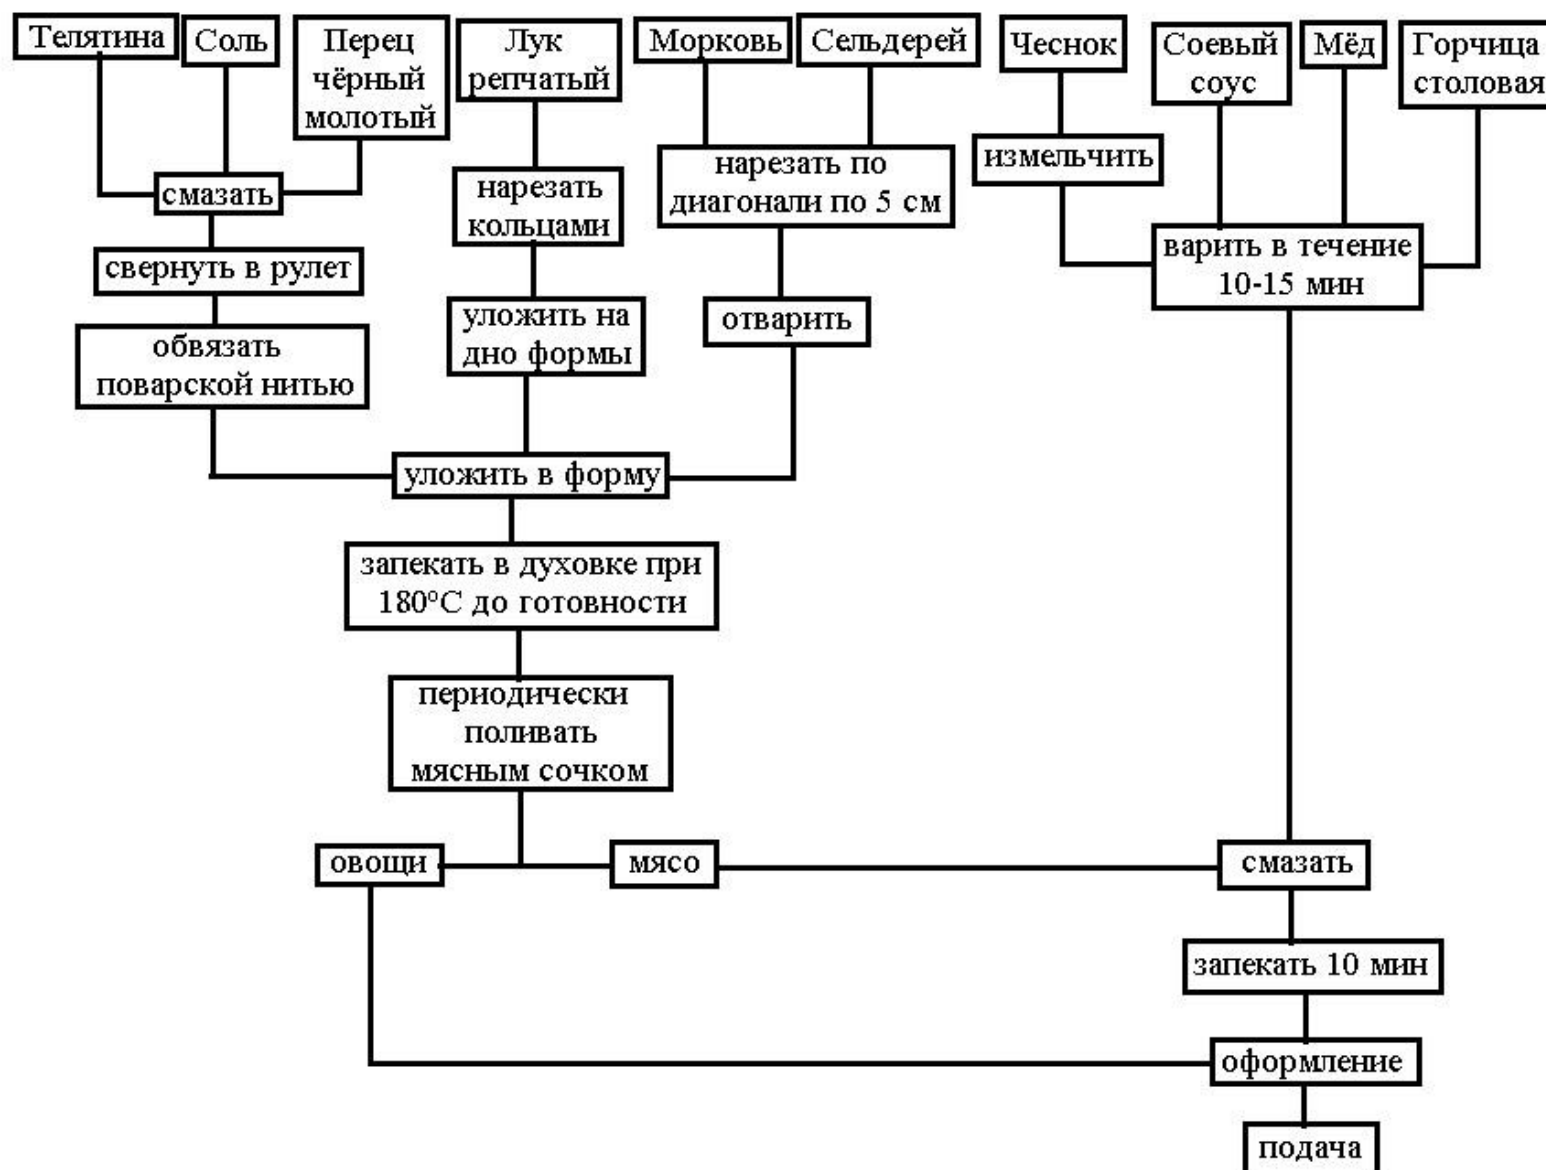 Телятина
Соль
Перец
чёрный
молотый
Лук
репчатый
Морковь
Сельдерей
Чеснок
Соевый
соус
Мёд
Горчица
столовая
смазать
нарезать
кольцами
нарезать по
диагонали по 5 см
измельчить
свернуть в рулет
варить в течение
10-15 мин
обвязать
поварской нитью
уложить на
дно формы
отварить
уложить в форму
запекать в духовке при
180°С до готовности
периодически
поливать
мясным сочком
овощи
мясо
смазать
запекать 10 мин
оформление
подача